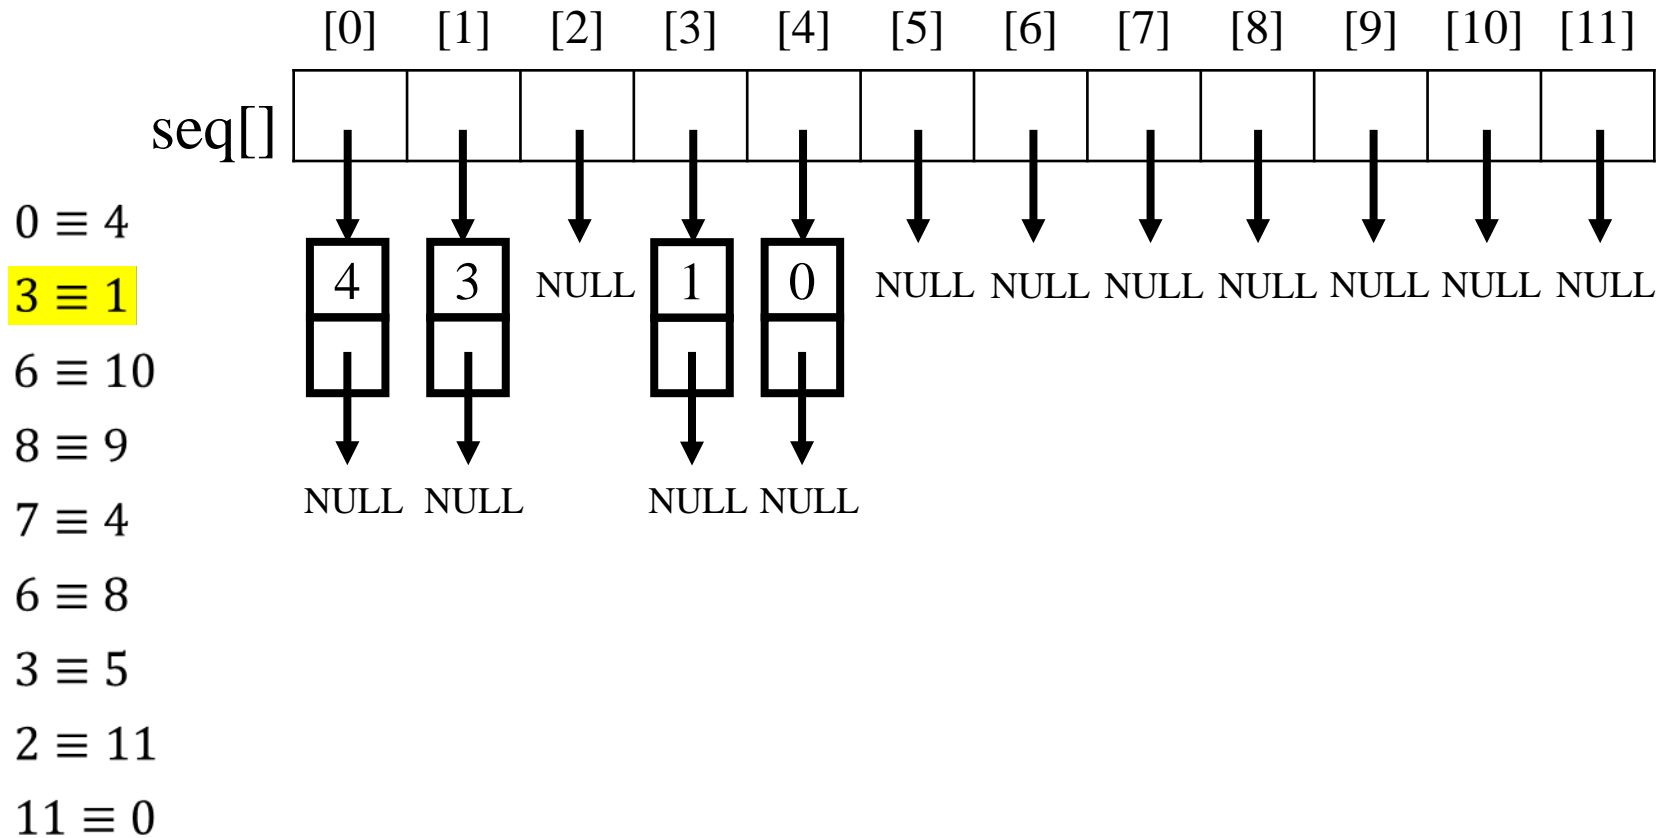 [0] [1] [2] [3] [4] [5] [6] [7] [8] [9] [10] [11]
seq[]
0 ≡ 4
3 ≡ 1
6 ≡ 10
8 ≡ 9
7 ≡ 4
6 ≡ 8
3 ≡ 5
2 ≡ 11
11 ≡ 0
4 3 NULL 1 0 NULL NULL NULL NULL NULL NULL NULL
NULL NULL NULL NULL